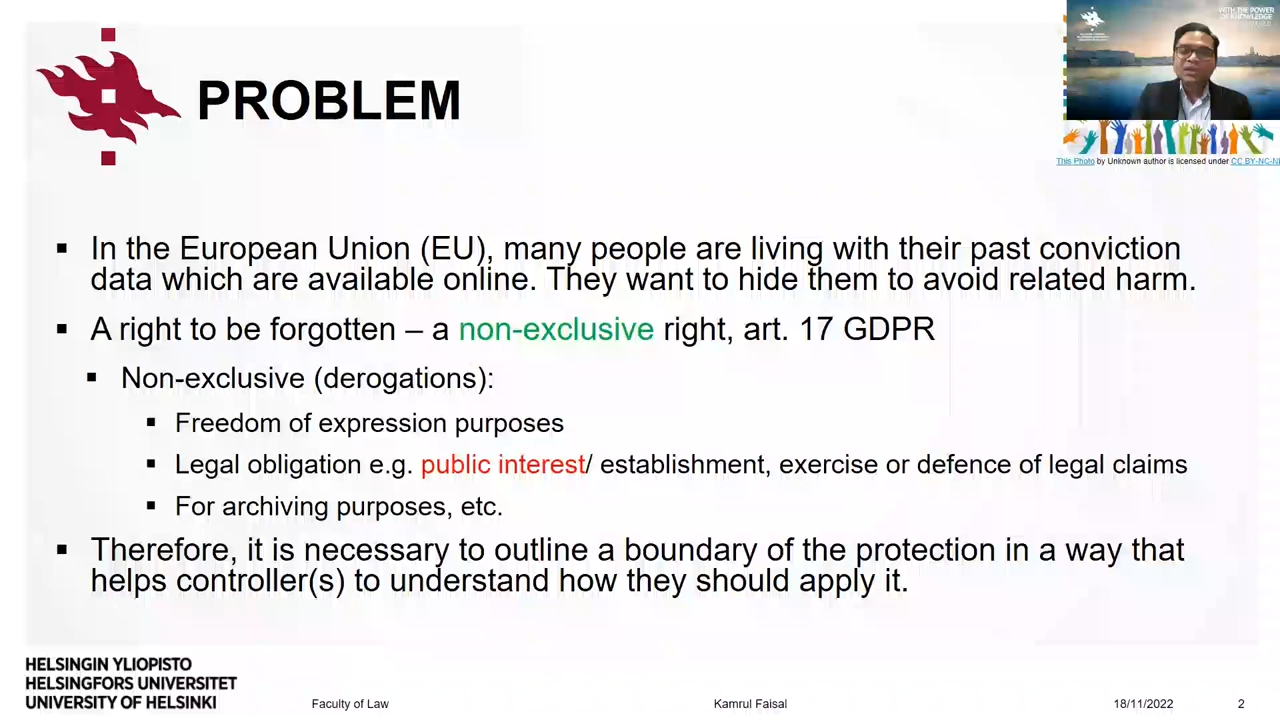 WITH THE POWER
OF KNOWLEDGE
PROBLEM
This Photo by Unknown author is licensed under CC BY-NC-N
▪ In the European Union (EU), many people are living with their past conviction
data which are available online. They want to hide them to avoid related harm.
▪ A right to be forgotten – a non-exclusive right, art. 17 GDPR
▪ Non-exclusive (derogations):
▪ Freedom of expression purposes
▪ Legal obligation e.g. public interest/ establishment, exercise or defence of legal claims
▪ For archiving purposes, etc.
▪ Therefore, it is necessary to outline a boundary of the protection in a way that
helps controller(s) to understand how they should apply it.
HELSINGIN YLIOPISTO
HELSINGFORS UNIVERSITET
UNIVERSITY OF HELSINKI
Faculty of Law
Kamrul Faisal
18/11/2022
2